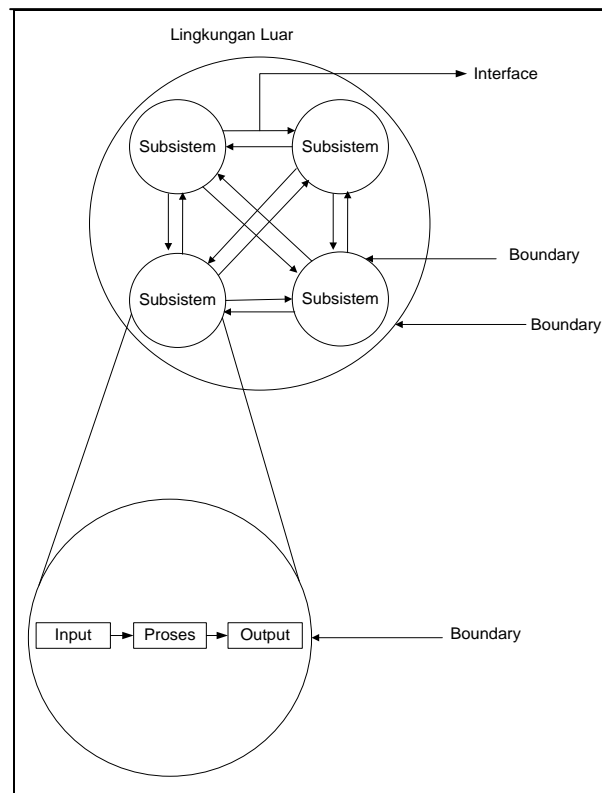 Lingkungan Luar
Interface
Subsistem
Subsistem
Boundary
Subsistem
Subsistem
Boundary
Input
Proses
Output
Boundary